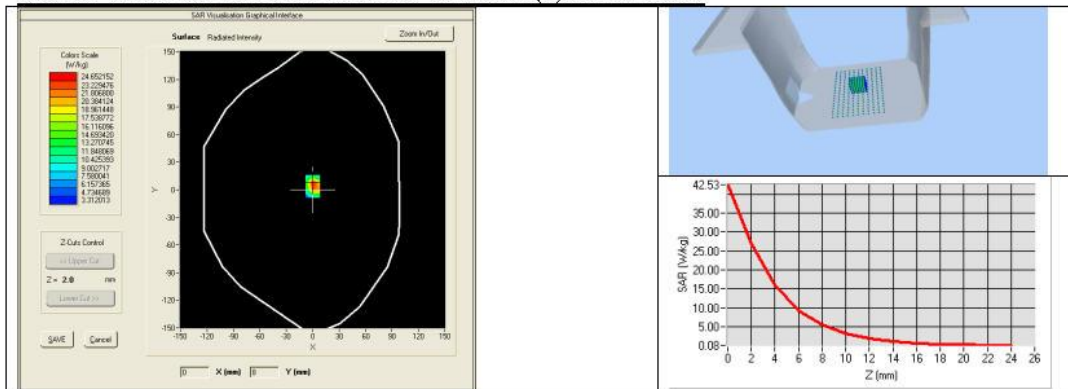 SAR Visualisation Graphical Interface
Surface Radiated Intensity
Zoom In/Out
Colors Scale
(W/kg)
24.652152
23.229476
21.806800
20.384124
18.961448
17.538772
16.116096
14.693420
13.270745
11.848069
10.425393
9.002717
7.580041
6.157365
4.734689
3.312013
150
120
90
60
30
0
-30
-60
-90
-120
-150
Y
-150 -120 -90 -60 -30 0 30 60 90 120 150
X
Z-Cuts Control
<< Upper Cut
Z = 2.0 mm
Lower Cut >>
SAVE Cancel
0 X (mm) 8 Y (mm)
42.53
35.00
30.00
25.00
20.00
15.00
10.00
5.00
0.08
SAR (W/kg)
0 2 4 6 8 10 12 14 16 18 20 22 24 26
Z (mm)